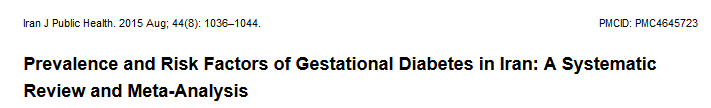 Iran J Public Health. 2015 Aug; 44(8): 1036–1044. PMCID: PMC4645723
Prevalence and Risk Factors of Gestational Diabetes in Iran: A Systematic
Review and Meta-Analysis